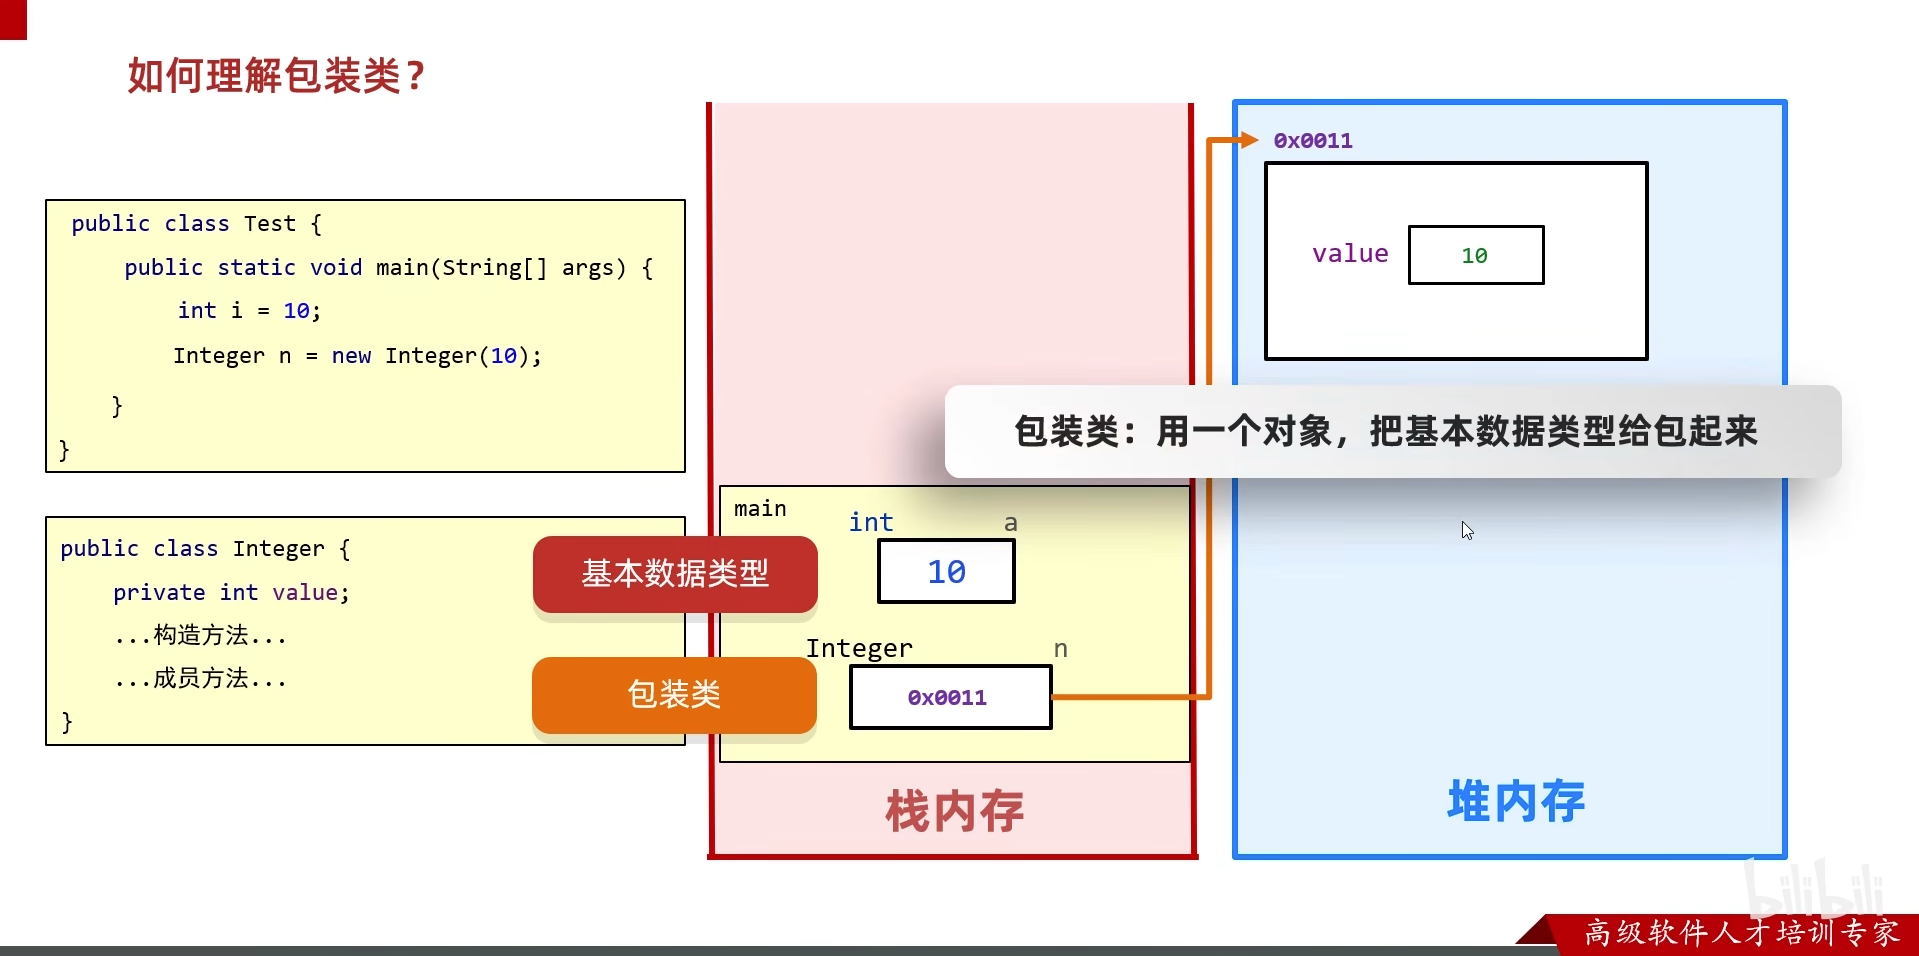 如何理解包装类?
public class Test {
public static void main(String[] args) {
int i = 10;
Integer n = new Integer(10);
}
}
public class Integer {
private int value;
...构造方法...
...成员方法...
}
基本数据类型
包装类
main
int a
10
Integer n
0x0011
栈内存
0x0011
value 10
包装类：用一个对象，把基本数据类型给包起来
堆内存
bilibili
高级软件人才培训专家